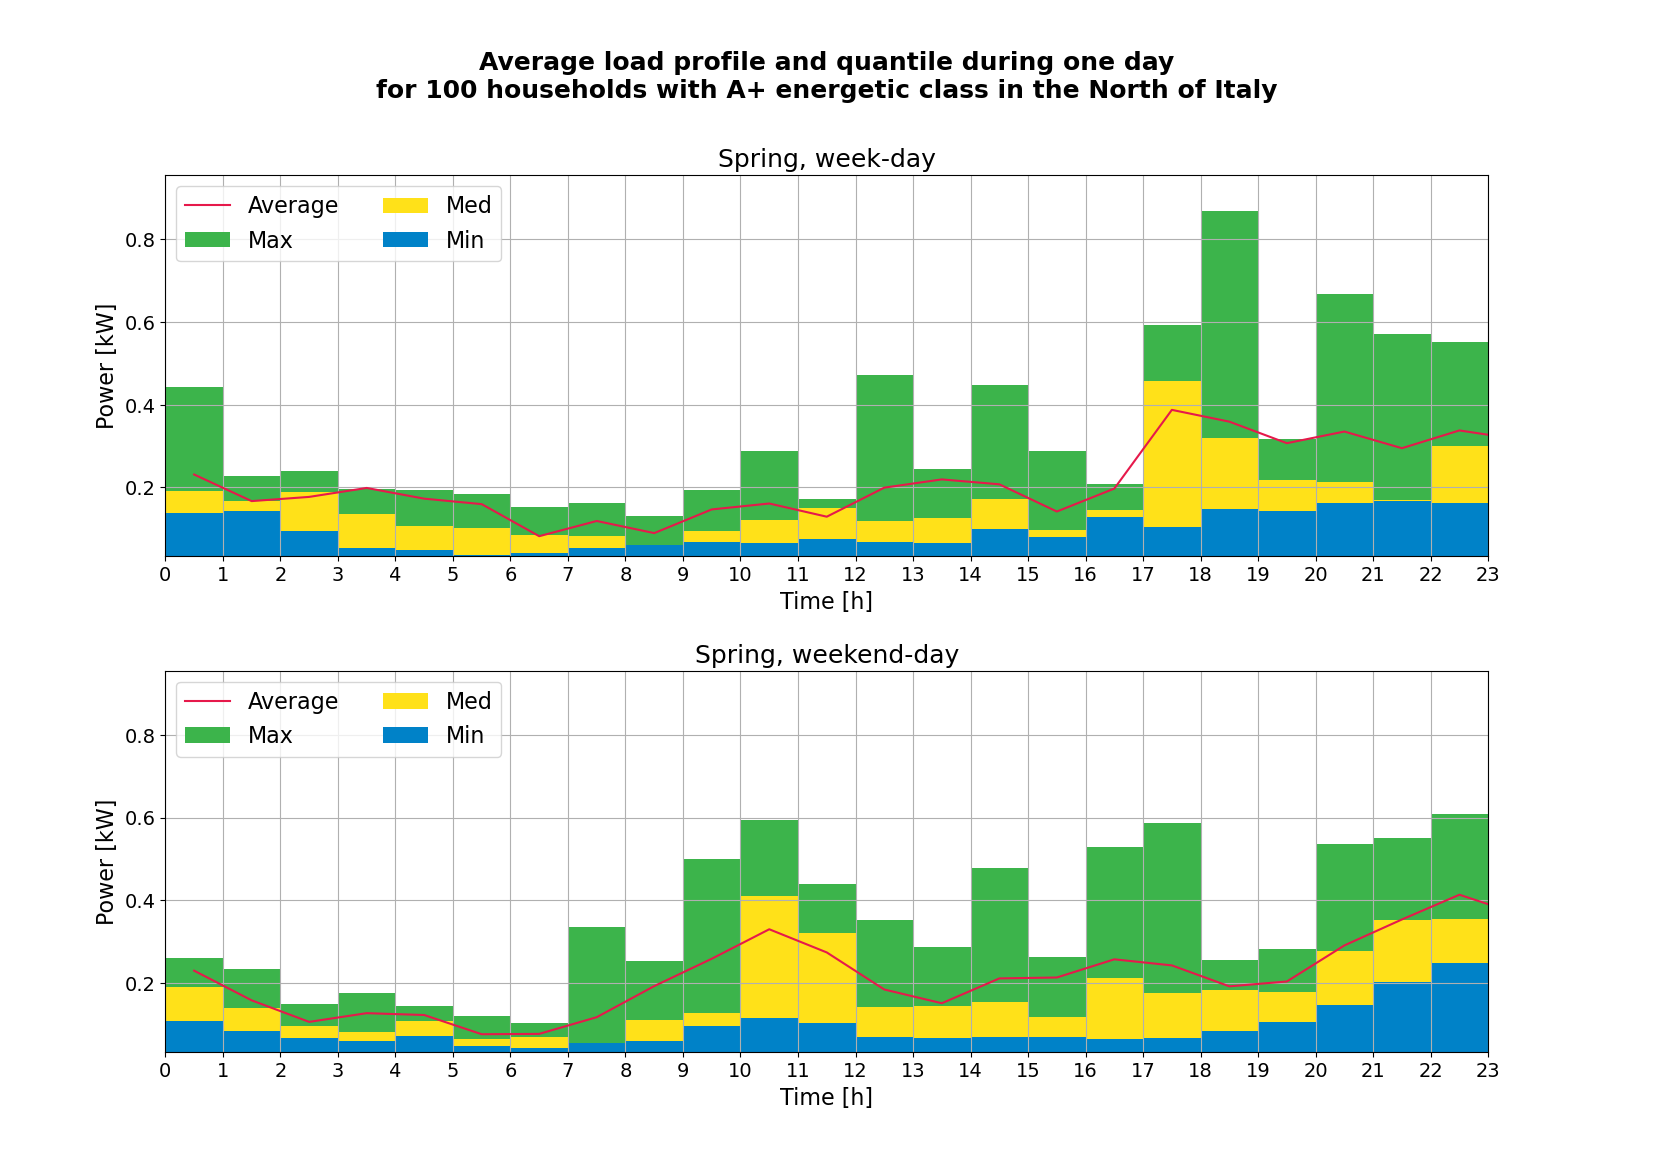 Average load profile and quantile during one day
for 100 households with A+ energetic class in the North of Italy
Spring, week-day
Average Med
Max Min
Power [kW]
0.8
0.6
0.4
0.2
0 1 2 3 4 5 6 7 8 9 10 11 12 13 14 15 16 17 18 19 20 21 22 23
Time [h]
Spring, weekend-day
Average Med
Max Min
Power [kW]
0.8
0.6
0.4
0.2
0 1 2 3 4 5 6 7 8 9 10 11 12 13 14 15 16 17 18 19 20 21 22 23
Time [h]